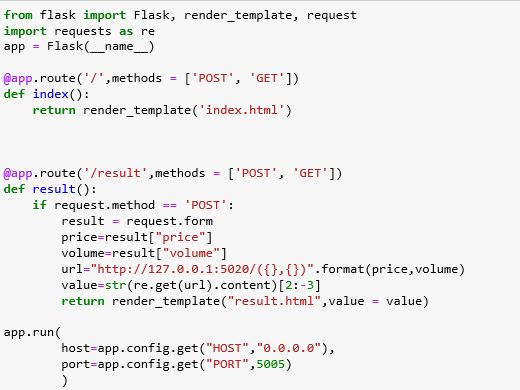 from flask import Flask, render_template, request
import requests as re
app = Flask(__name__)
@app.route('/',methods = ['POST', 'GET'])
def index():
    return render_template('index.html')
@app.route('/result',methods = ['POST', 'GET'])
def result():
    if request.method == 'POST':
        result = request.form
        price=result["price"]
        volume=result["volume"]
        url="http://127.0.0.1:5020/({},{})".format(price,volume)
        value=str(re.get(url).content)[2:-3]
        return render_template("result.html",value = value)
app.run(
        host=app.config.get("HOST","0.0.0.0"),
        port=app.config.get("PORT",5005)
        )